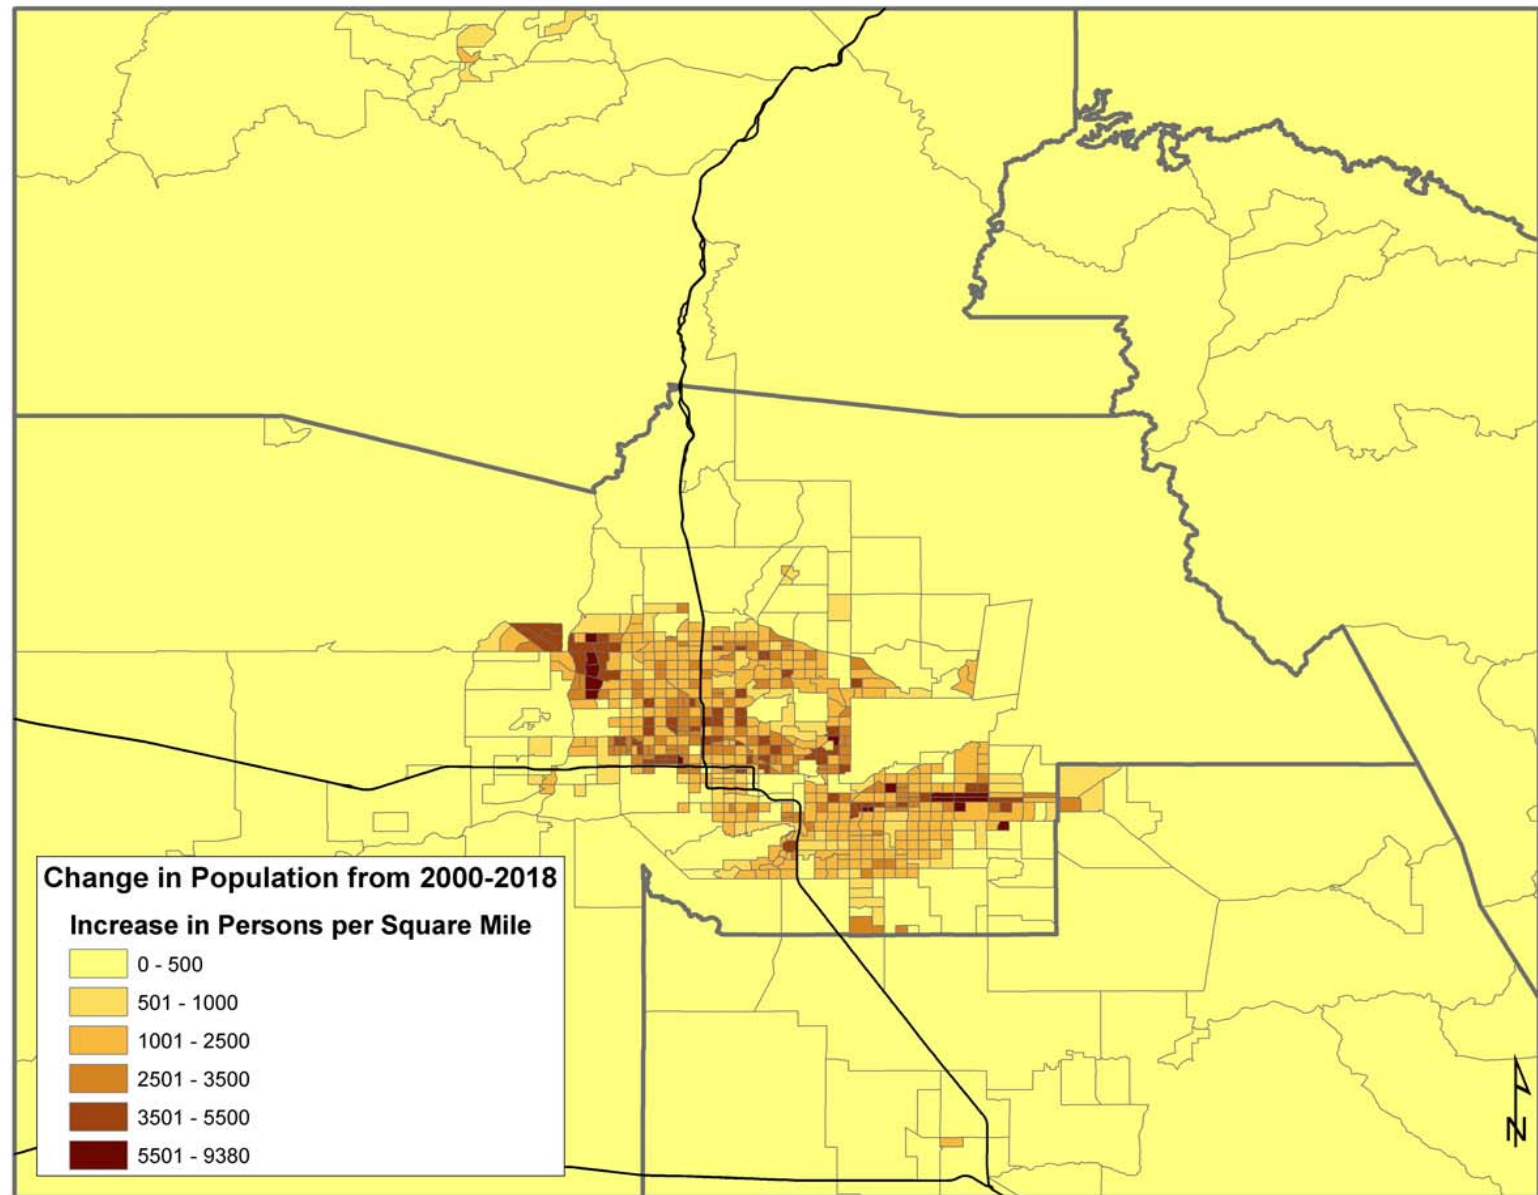 Change in Population from 2000-2018
Increase in Persons per Square Mile
0 - 500
501 - 1000
1001 - 2500
2501 - 3500
3501 - 5500
5501 - 9380
N